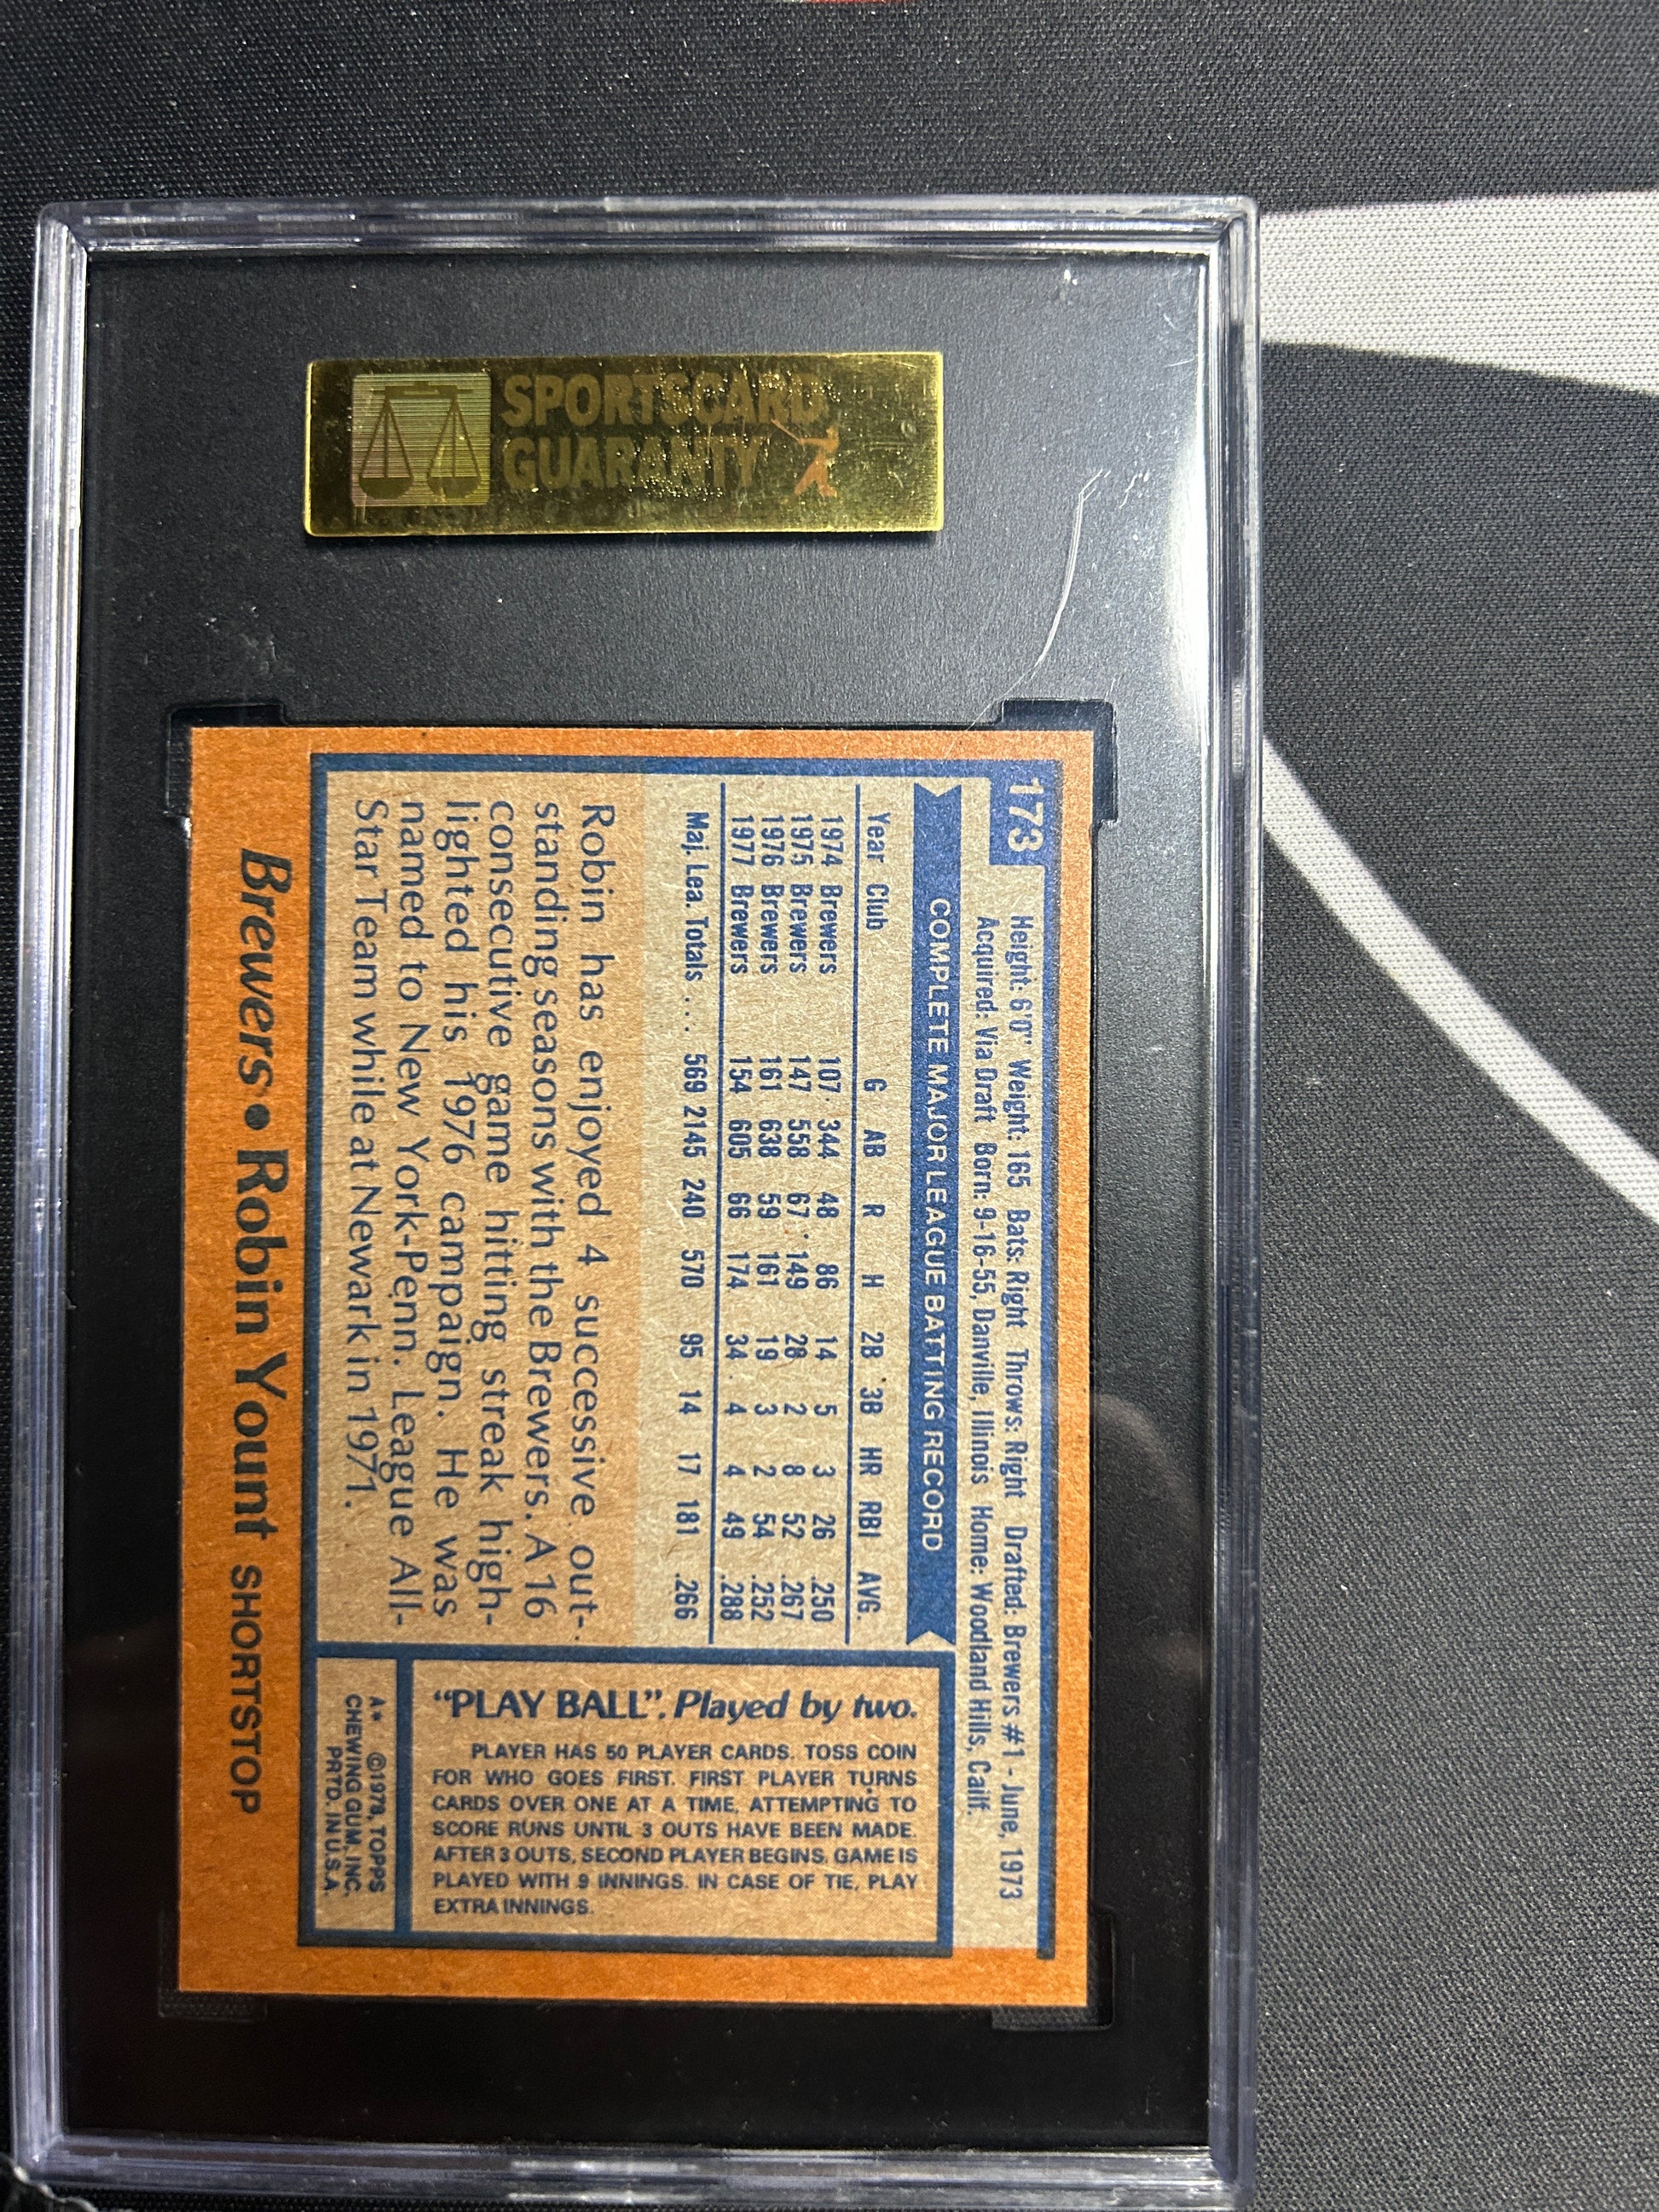 SPORTSCARD
GUARANTY
173
Height: 6'0" Weight: 165 Bats: Right Throws: Right Drafted: Brewers #1 - June, 1973
Acquired: Via Draft Born: 9-16-55, Danville, Illinois Home: Woodland Hills, Calif.
COMPLETE MAJOR LEAGUE BATTING RECORD
Year Club G AB R H 2B 3B HR RBI AVG.
1974 Brewers 107 344 48 86 14 5 3 26 .250
1975 Brewers 147 558 67 149 28 2 8 52 .267
1976 Brewers 161 638 59 161 19 3 2 54 .252
1977 Brewers 154 605 66 174 34 4 4 49 .288
Maj. Lea. Totals . . . 569 2145 240 570 95 14 17 181 .266
Robin has enjoyed 4 successive out-
standing seasons with the Brewers. A 16
consecutive game hitting streak high-
lighted his 1976 campaign. He was
named to New York-Penn. League All-
Star Team while at Newark in 1971.
"PLAY BALL". Played by two.
PLAYER HAS 50 PLAYER CARDS. TOSS COIN
FOR WHO GOES FIRST. FIRST PLAYER TURNS
CARDS OVER ONE AT A TIME, ATTEMPTING TO
SCORE RUNS UNTIL 3 OUTS HAVE BEEN MADE.
AFTER 3 OUTS, SECOND PLAYER BEGINS. GAME IS
PLAYED WITH 9 INNINGS. IN CASE OF TIE, PLAY
EXTRA INNINGS.
A* ©1978, TOPPS
CHEWING GUM, INC.
PRTD. IN U.S.A.
Brewers • Robin Yount SHORTSTOP